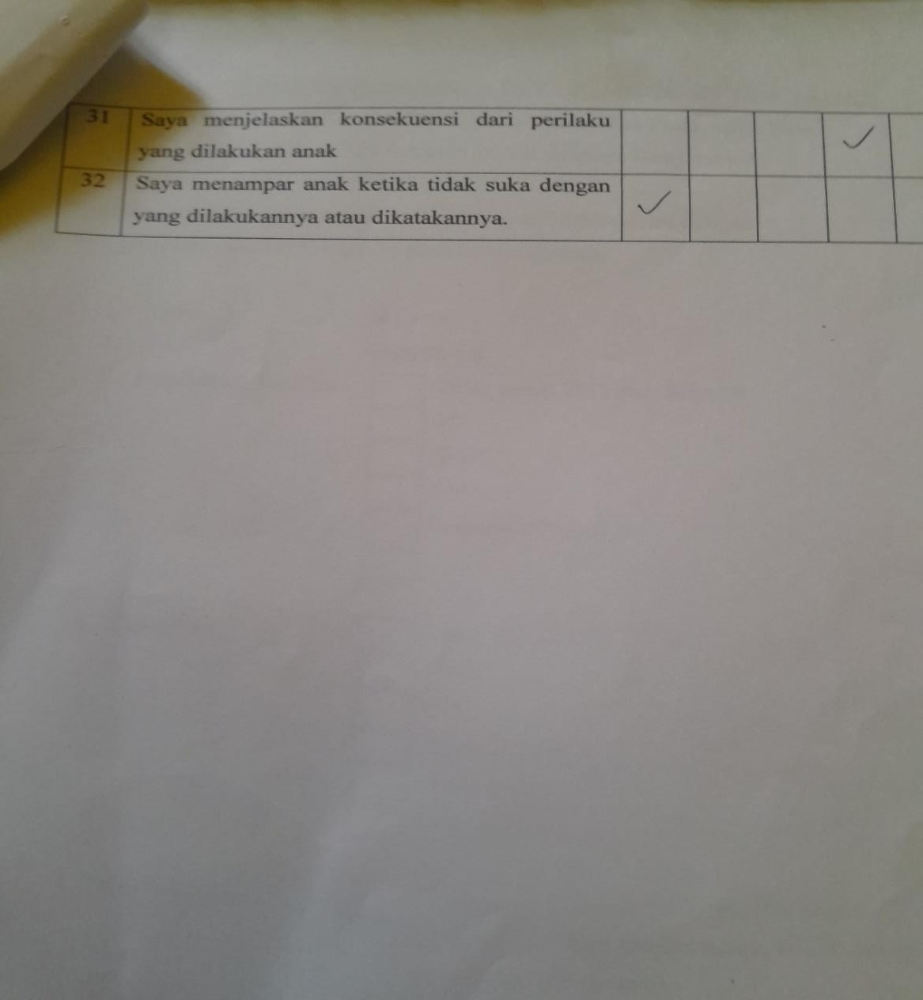 31 Saya menjelaskan konsekuensi dari perilaku
yang dilakukan anak
32 Saya menampar anak ketika tidak suka dengan
yang dilakukannya atau dikatakannya.